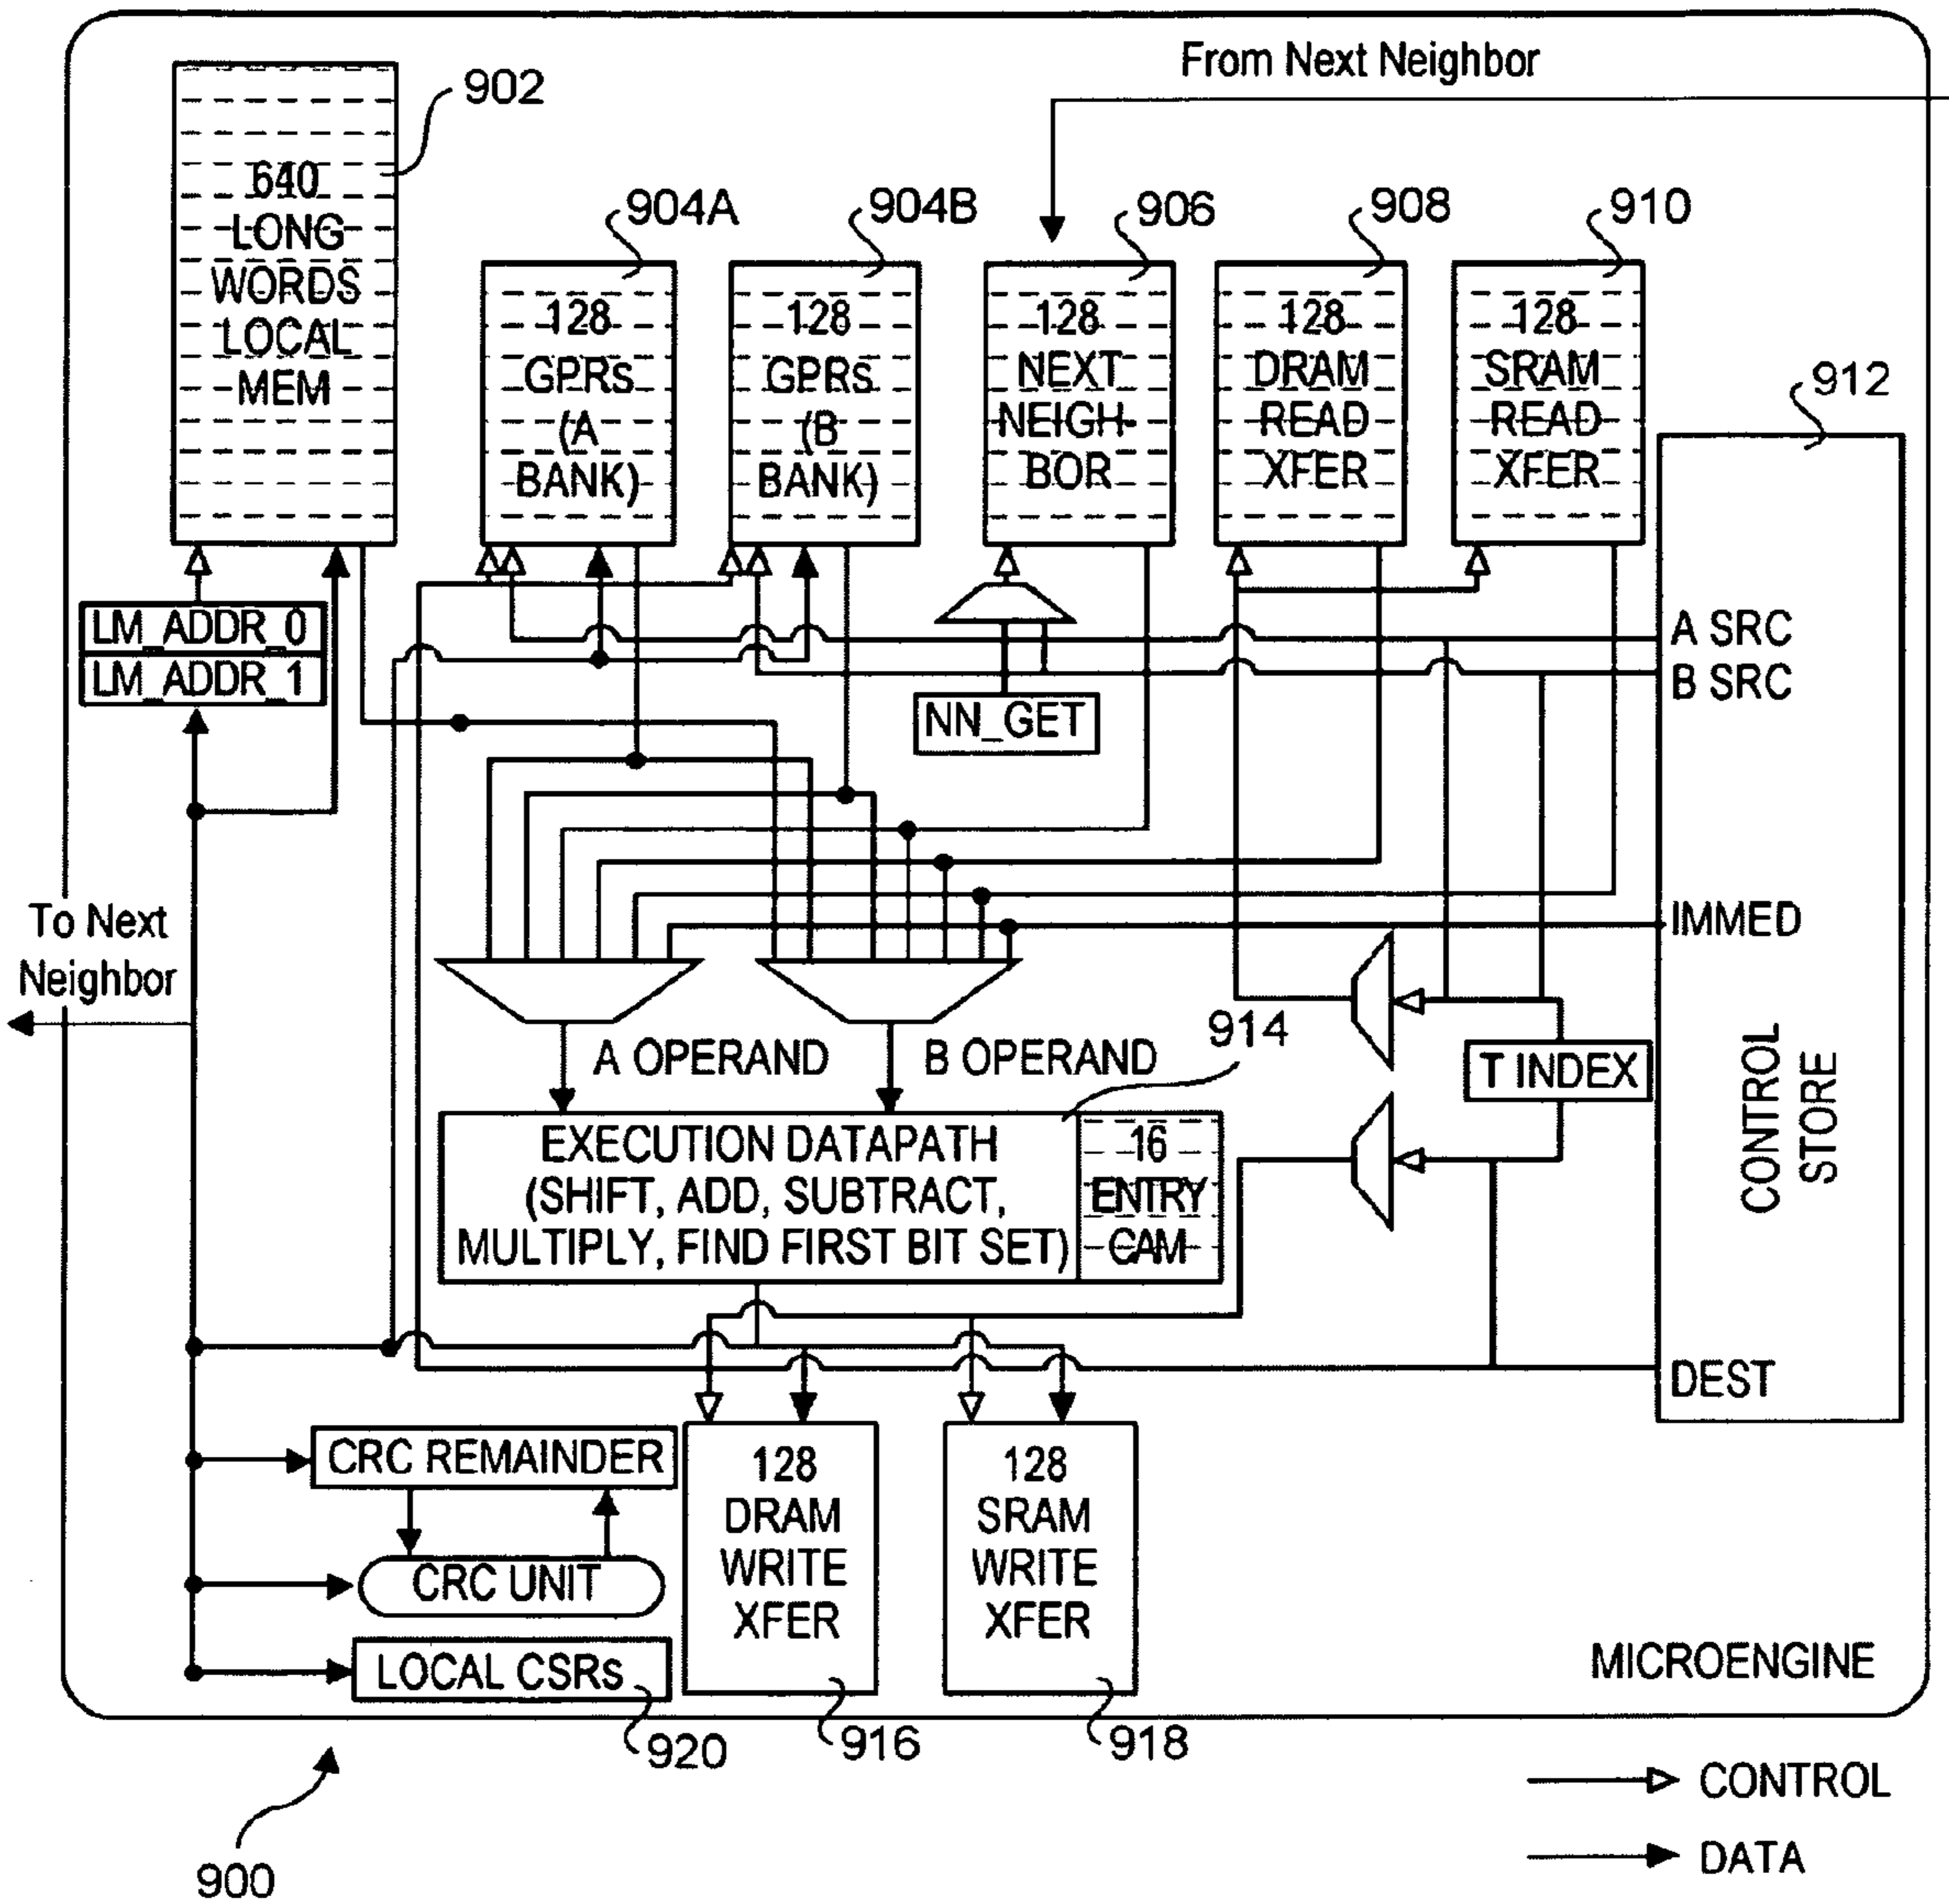 From Next Neighbor
902
640
LONG
WORDS
LOCAL
MEM
904A
904B
906
908
910
128
GPRs
(A
BANK)
128
GPRs
(B
BANK)
128
NEXT
NEIGH-
BOR
128
DRAM
READ
XFER
128
SRAM
READ
XFER
912
LM_ADDR_0
LM_ADDR_1
A SRC
B SRC
NN_GET
To Next
Neighbor
IMMED
914
A OPERAND
B OPERAND
T INDEX
CONTROL
STORE
EXECUTION DATAPATH
(SHIFT, ADD, SUBTRACT,
MULTIPLY, FIND FIRST BIT SET)
16
ENTRY
CAM
DEST
CRC REMAINDER
CRC UNIT
LOCAL CSRs
128
DRAM
WRITE
XFER
128
SRAM
WRITE
XFER
MICROENGINE
920
916
918
900
CONTROL
DATA